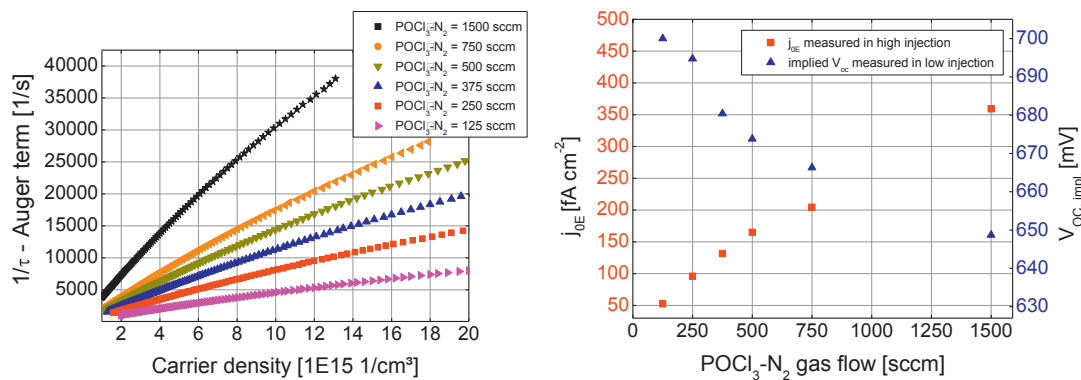 POCl₃-N₂ = 1500 sccm
POCl₃-N₂ = 750 sccm
POCl₃-N₂ = 500 sccm
POCl₃-N₂ = 375 sccm
POCl₃-N₂ = 250 sccm
POCl₃-N₂ = 125 sccm
40000
35000
30000
25000
20000
15000
10000
5000
1/τ - Auger term [1/s]
2 4 6 8 10 12 14 16 18 20
Carrier density [1E15 1/cm³]
j₀E measured in high injection
implied Voc measured in low injection
500
450
400
350
300
250
200
150
100
50
j₀E [fA cm⁻²]
700
690
680
670
660
650
640
630
V_OC_impl [mV]
0 250 500 750 1000 1250 1500
POCl₃-N₂ gas flow [sccm]